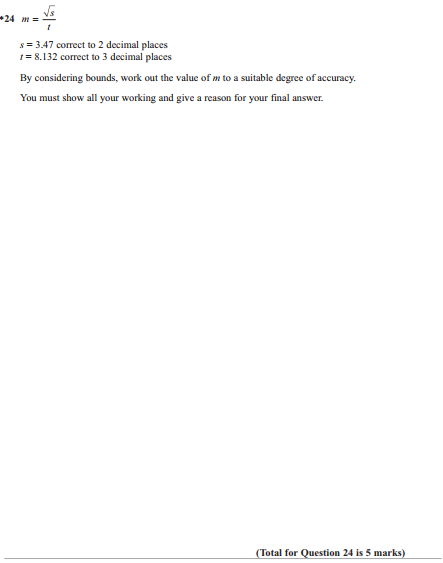 *24 m = √s / t
s = 3.47 correct to 2 decimal places
t = 8.132 correct to 3 decimal places
By considering bounds, work out the value of m to a suitable degree of accuracy.
You must show all your working and give a reason for your final answer.
(Total for Question 24 is 5 marks)